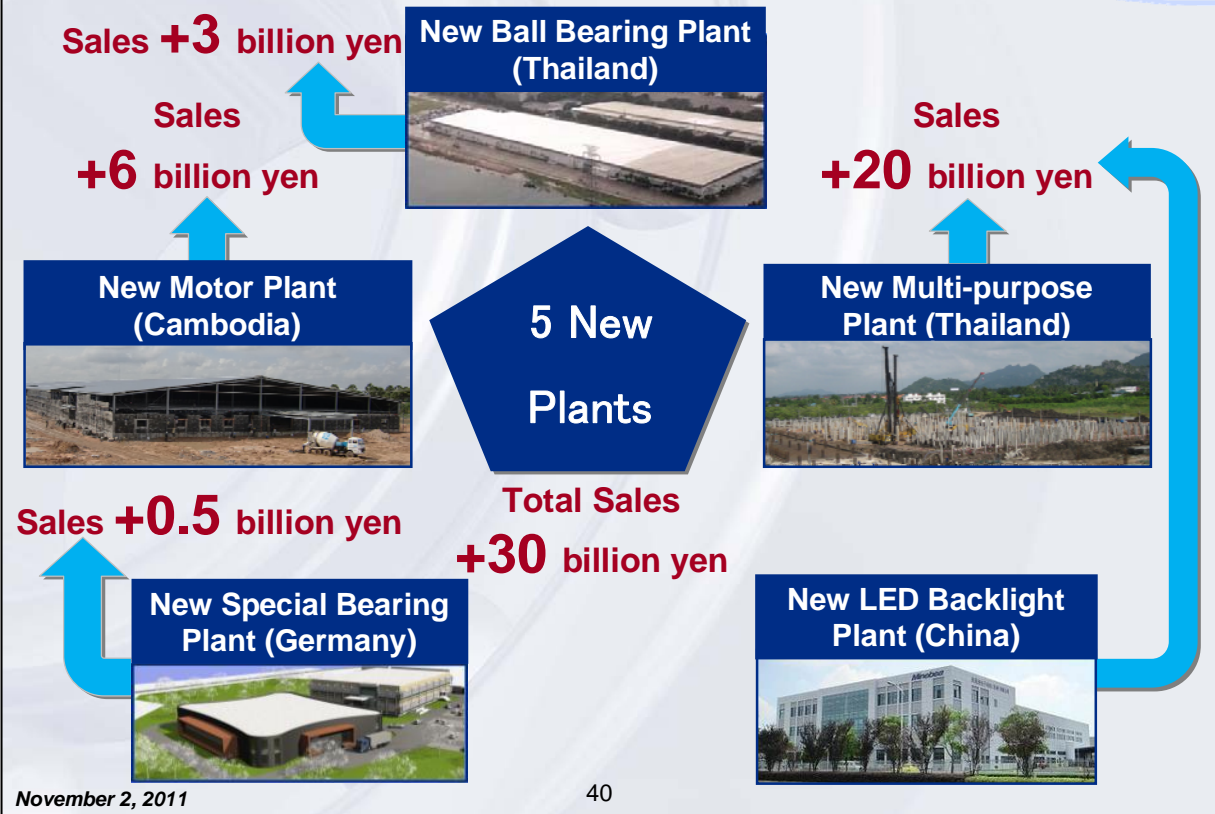 Sales +3 billion yen
New Ball Bearing Plant
(Thailand)
Sales
+6 billion yen
Sales
+20 billion yen
New Motor Plant
(Cambodia)
5 New
Plants
New Multi-purpose
Plant (Thailand)
Sales +0.5 billion yen
Total Sales
+30 billion yen
New Special Bearing
Plant (Germany)
New LED Backlight
Plant (China)
Minebea
November 2, 2011
40